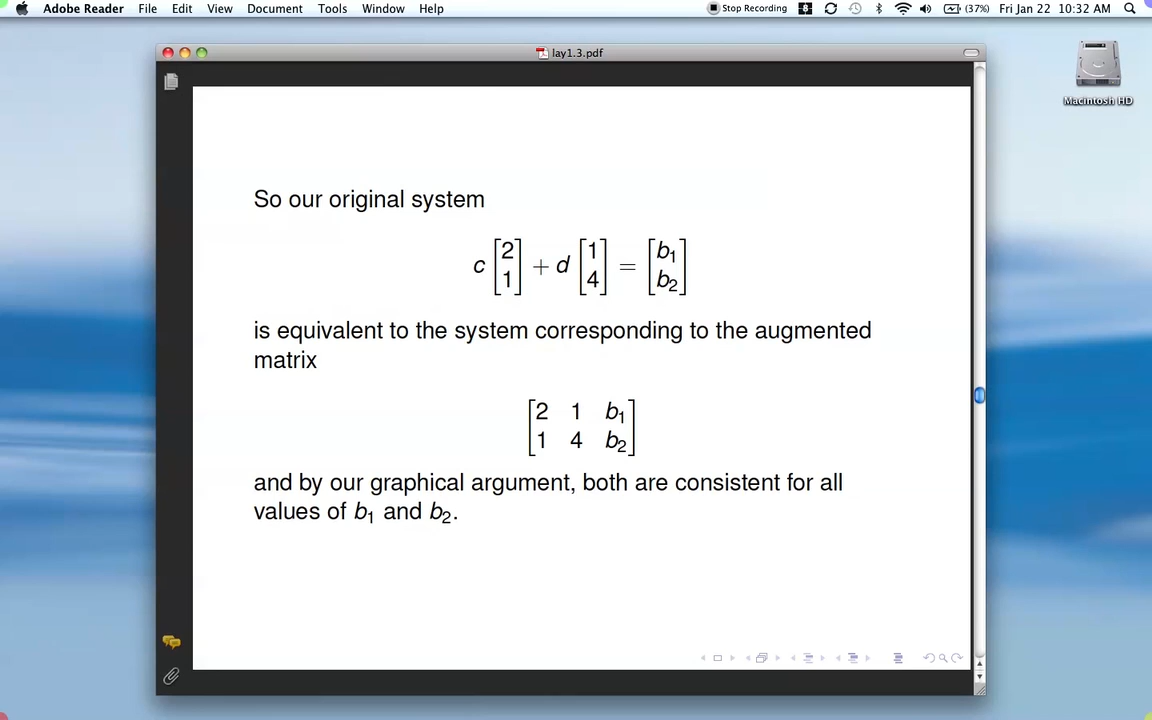 Adobe Reader File Edit View Document Tools Window Help Stop Recording (37%) Fri Jan 22 10:32 AM
lay1.3.pdf
Macintosh HD
So our original system
c [2 1] + d [1 4] = [b₁ b₂]
is equivalent to the system corresponding to the augmented
matrix
[2 1 b₁
1 4 b₂]
and by our graphical argument, both are consistent for all
values of b₁ and b₂.